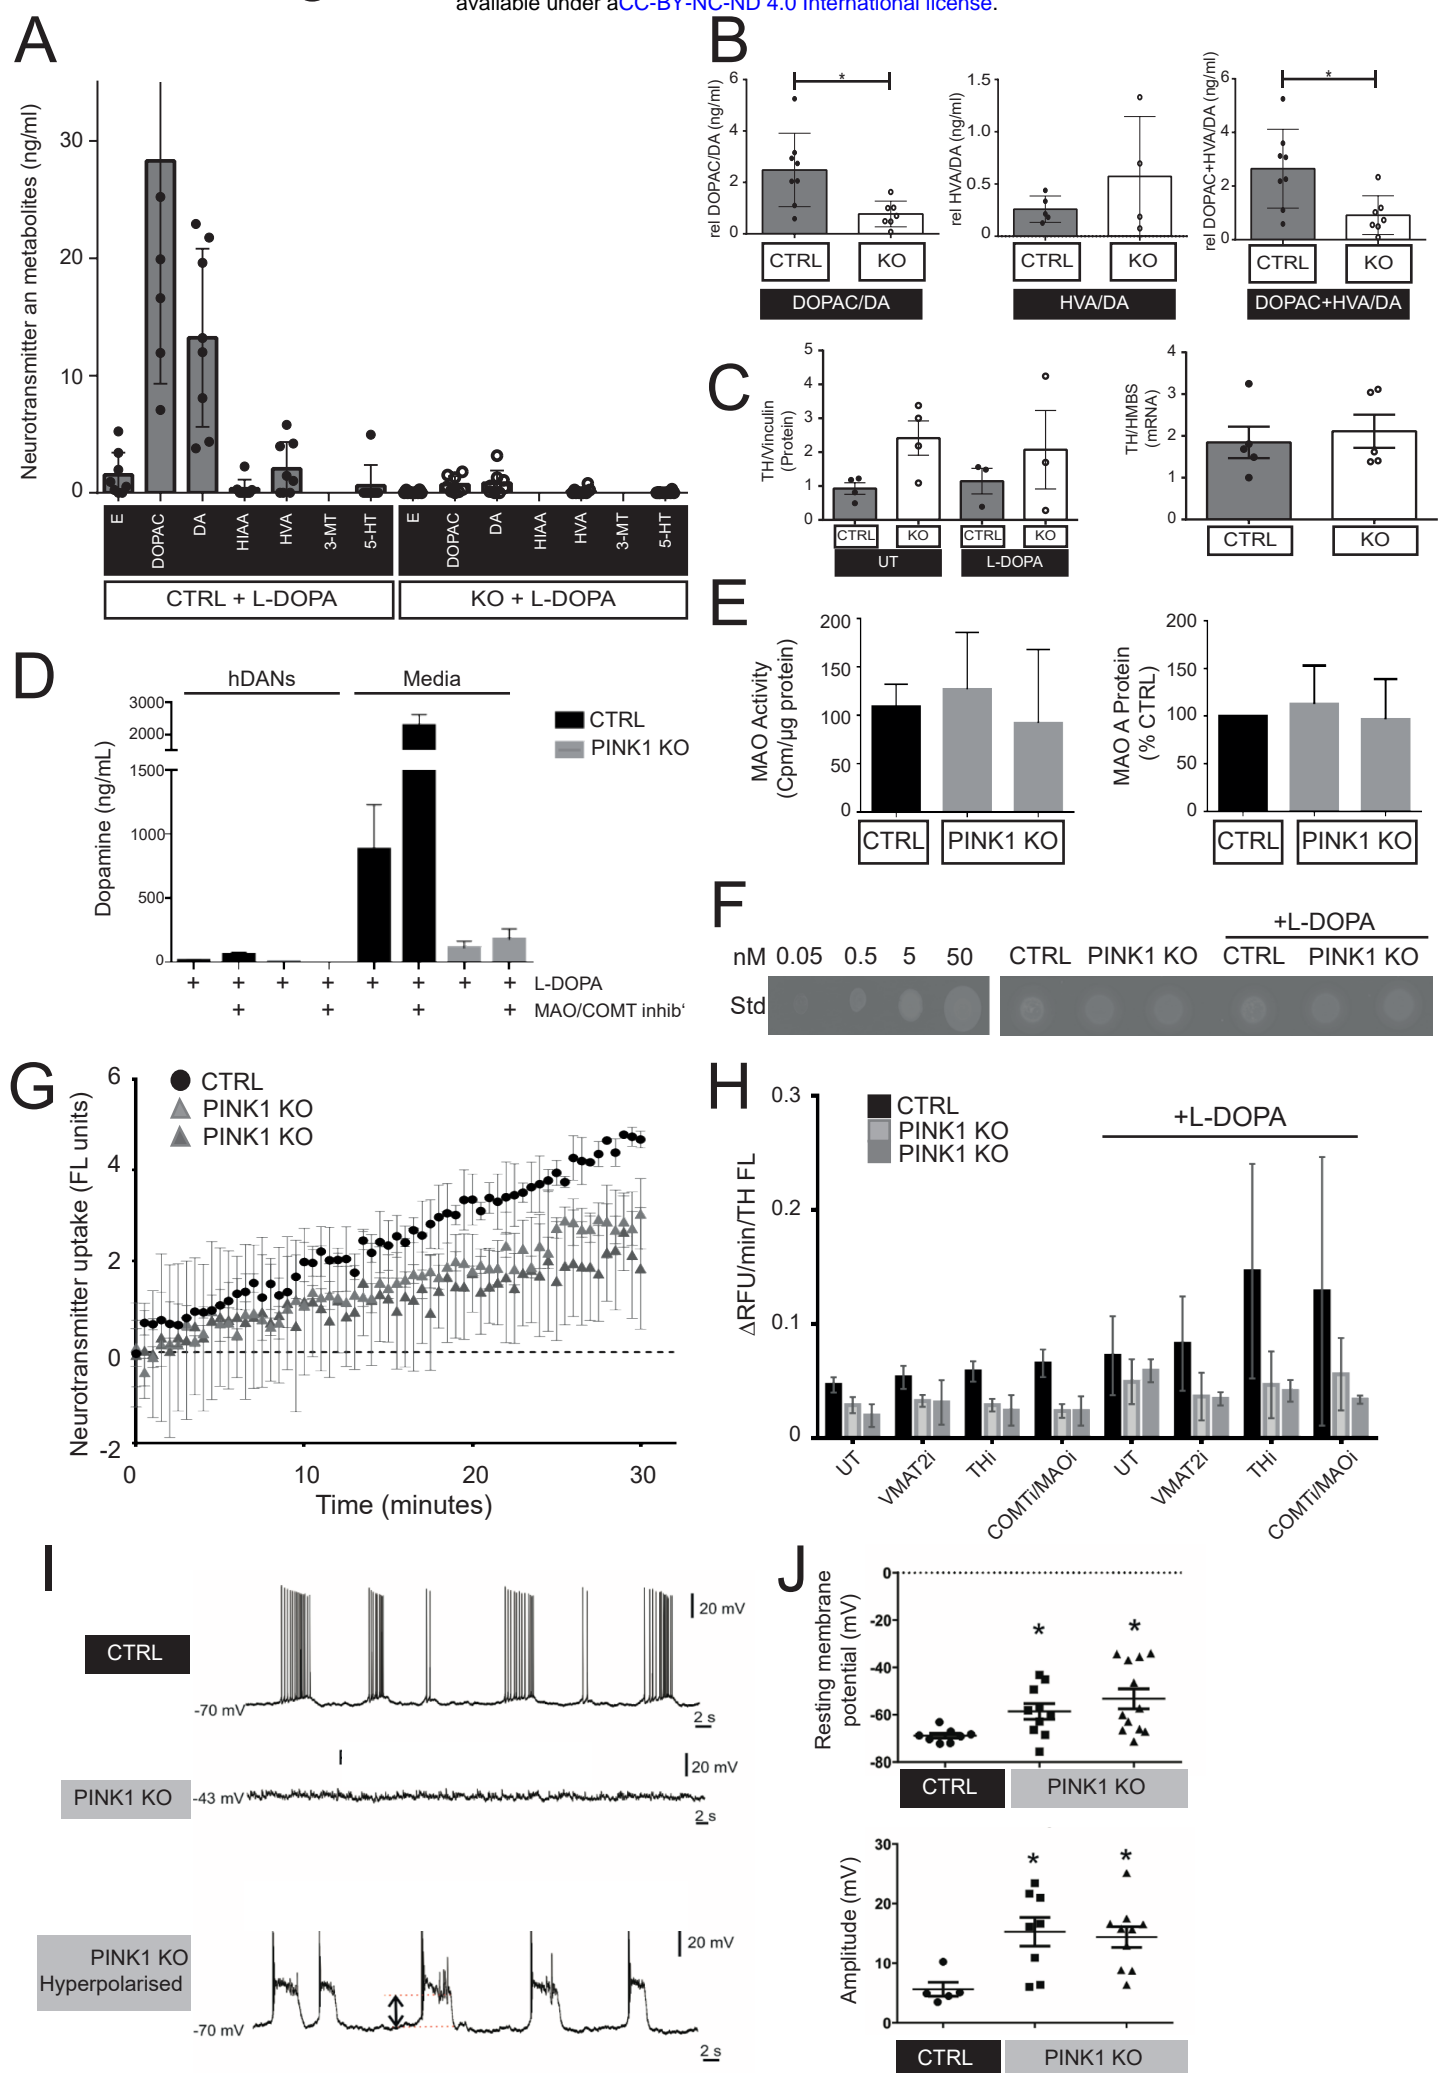 available under aCC-BY-NC-ND 4.0 International license.
A
Neurotransmitter an metabolites (ng/ml)
30
20
10
0
E
DOPAC
DA
HIAA
HVA
3-MT
5-HT
E
DOPAC
DA
HIAA
HVA
3-MT
5-HT
CTRL + L-DOPA
KO + L-DOPA
B
rel DOPAC/DA (ng/ml)
6
4
2
0
*
CTRL
KO
DOPAC/DA
rel HVA/DA (ng/ml)
1.5
1.0
0.5
0
CTRL
KO
HVA/DA
rel DOPAC+HVA/DA (ng/ml)
6
4
2
0
*
CTRL
KO
DOPAC+HVA/DA
C
TH/Vinculin
(Protein)
5
4
3
2
1
0
CTRL
KO
CTRL
KO
UT
L-DOPA
TH/HMBS
(mRNA)
4
3
2
1
0
CTRL
KO
D
hDANs
Media
Dopamine (ng/mL)
3000
2000
1500
1000
500
0
CTRL
PINK1 KO
+ + + + + + + + L-DOPA
+ + + + MAO/COMT inhib‘
E
MAO Activity
(Cpm/µg protein)
200
150
100
50
0
CTRL
PINK1 KO
MAO A Protein
(% CTRL)
200
150
100
50
0
CTRL
PINK1 KO
F
+L-DOPA
nM 0.05 0.5 5 50 CTRL PINK1 KO CTRL PINK1 KO
Std
G
Neurotransmitter uptake (FL units)
6
4
2
0
-2
CTRL
PINK1 KO
PINK1 KO
0 10 20 30
Time (minutes)
H
ΔRFU/min/TH FL
0.3
0.2
0.1
0
CTRL
PINK1 KO
PINK1 KO
+L-DOPA
UT
VMAT2i
THi
COMTi/MAOi
UT
VMAT2i
THi
COMTi/MAOi
I
CTRL
-70 mV
20 mV
2 s
PINK1 KO
-43 mV
20 mV
2 s
PINK1 KO
Hyperpolarised
-70 mV
20 mV
2 s
J
Resting membrane
potential (mV)
0
-20
-40
-60
-80
* *
CTRL
PINK1 KO
Amplitude (mV)
30
20
10
0
* *
CTRL
PINK1 KO